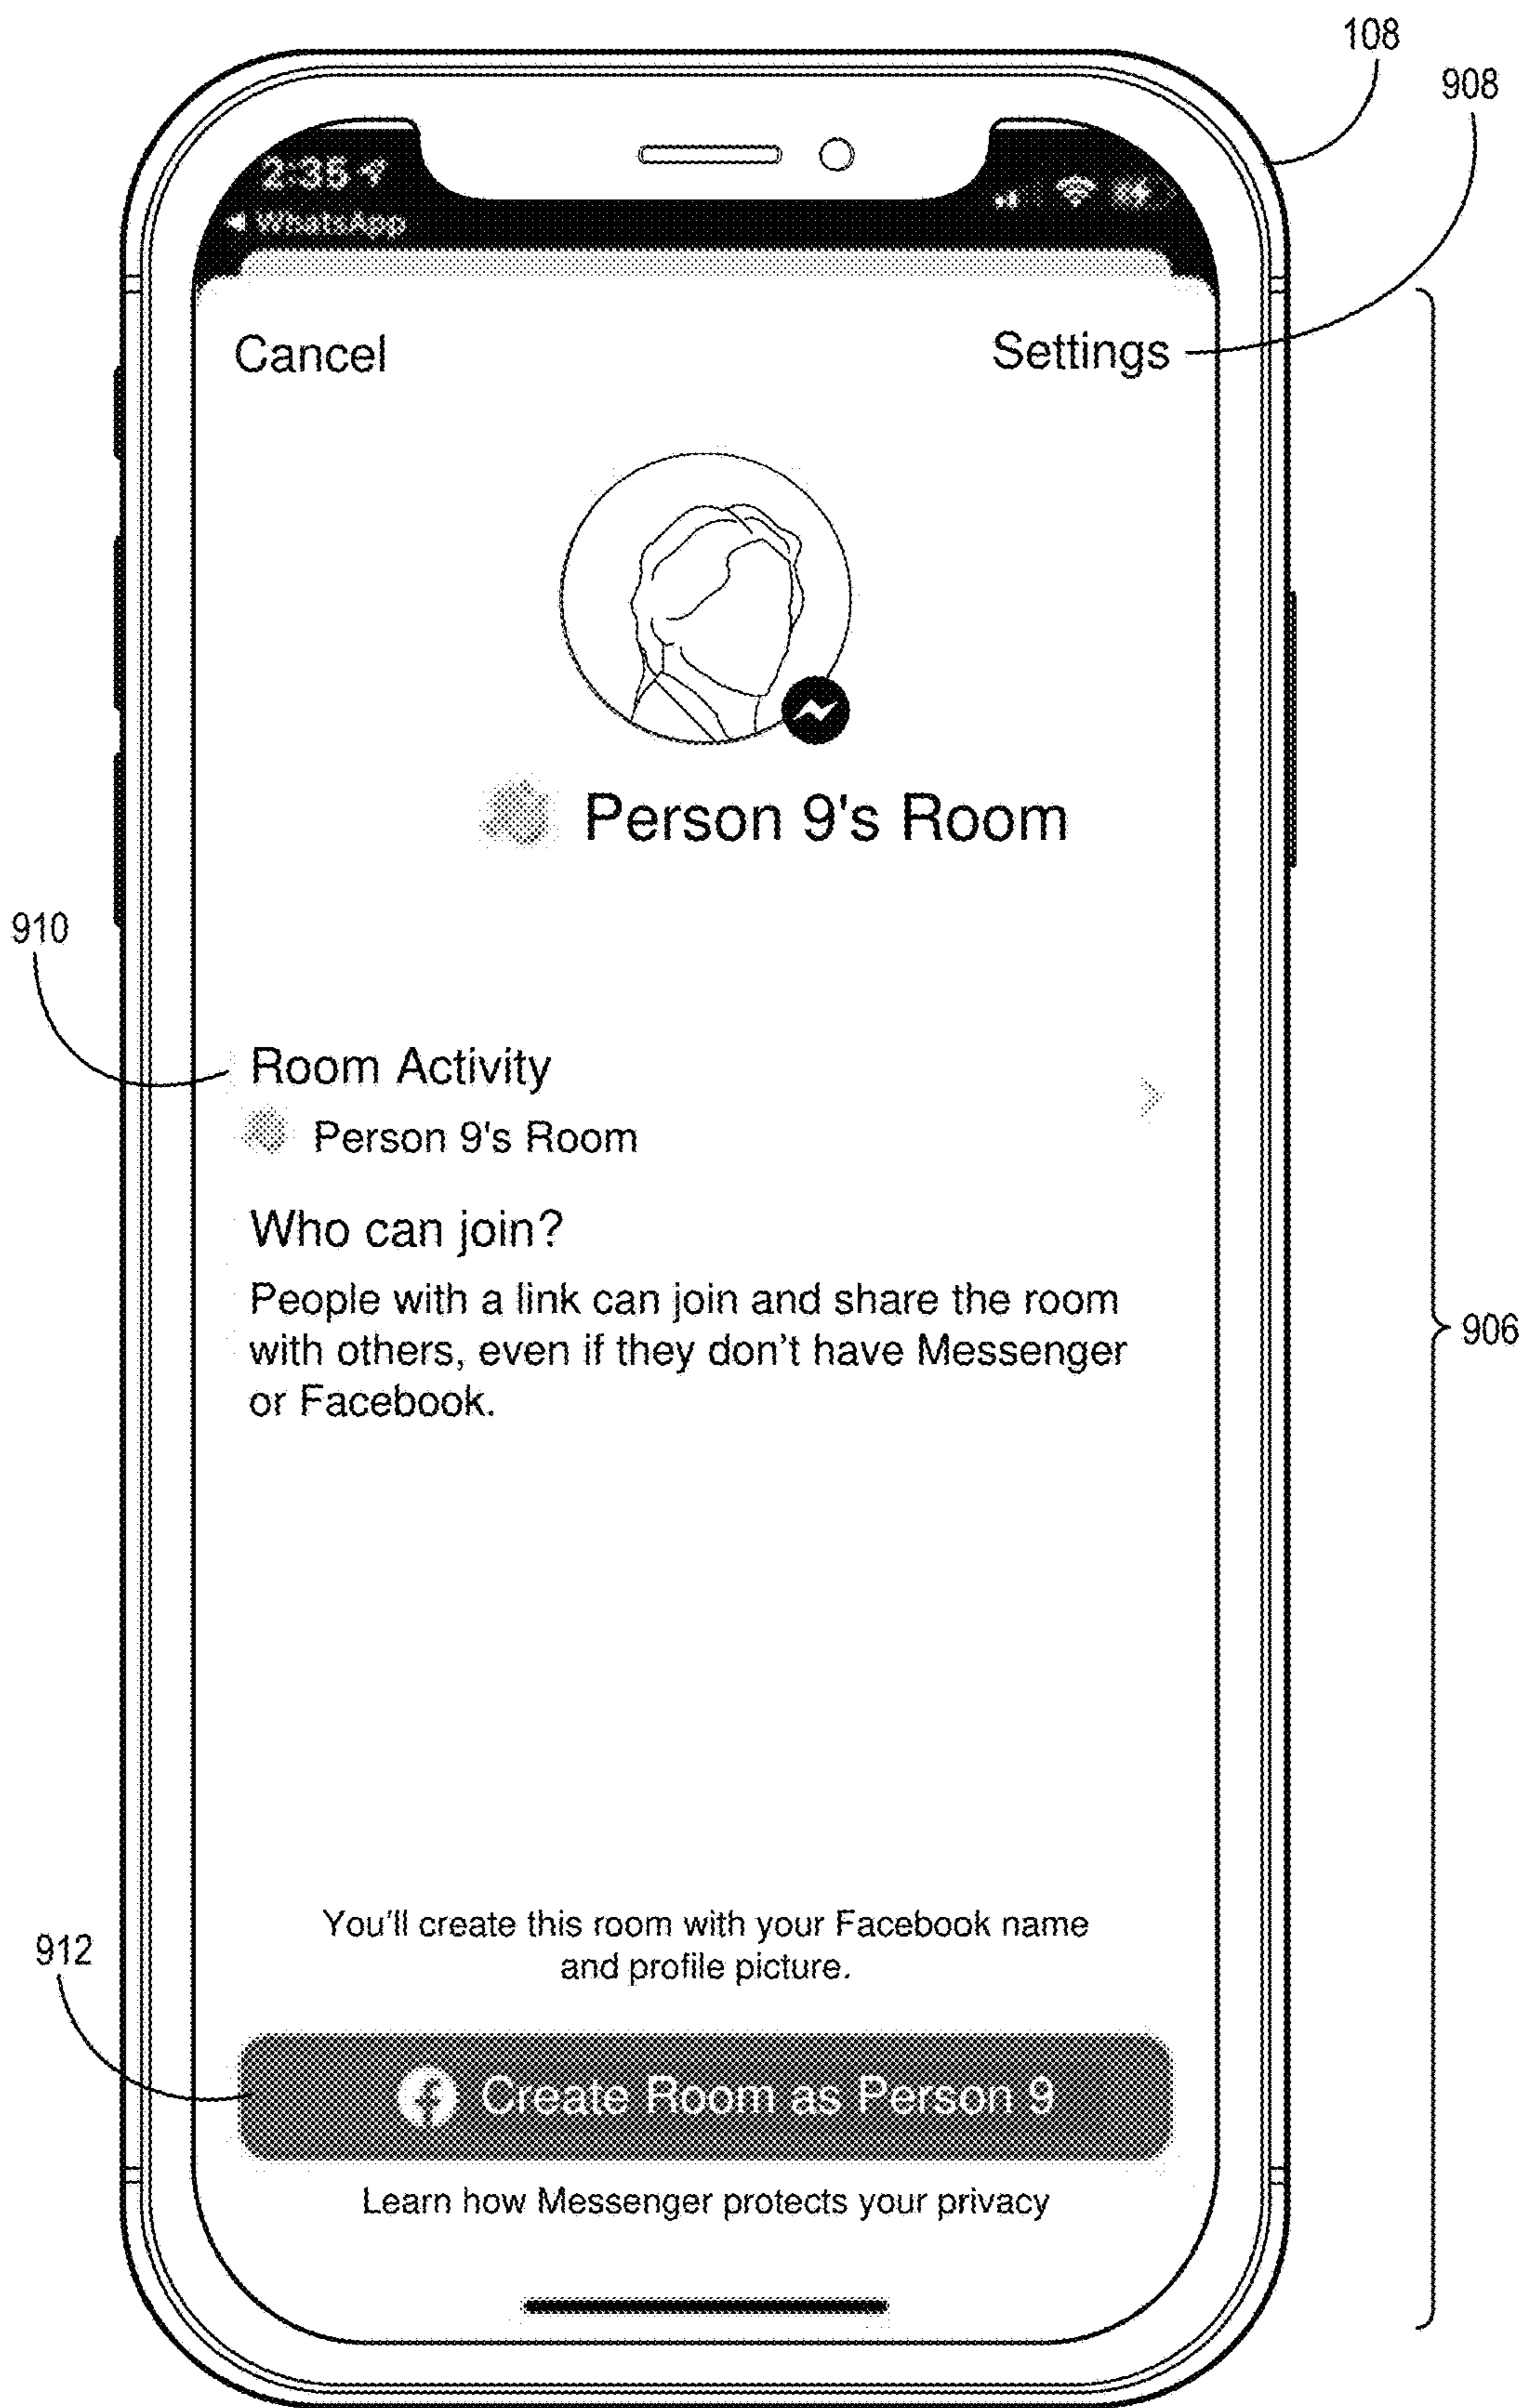 108
908
2:35
WhatsApp
Cancel
Settings
Person 9's Room
910
Room Activity
Person 9's Room
Who can join?
People with a link can join and share the room
with others, even if they don't have Messenger
or Facebook.
906
You'll create this room with your Facebook name
and profile picture.
912
Create Room as Person 9
Learn how Messenger protects your privacy